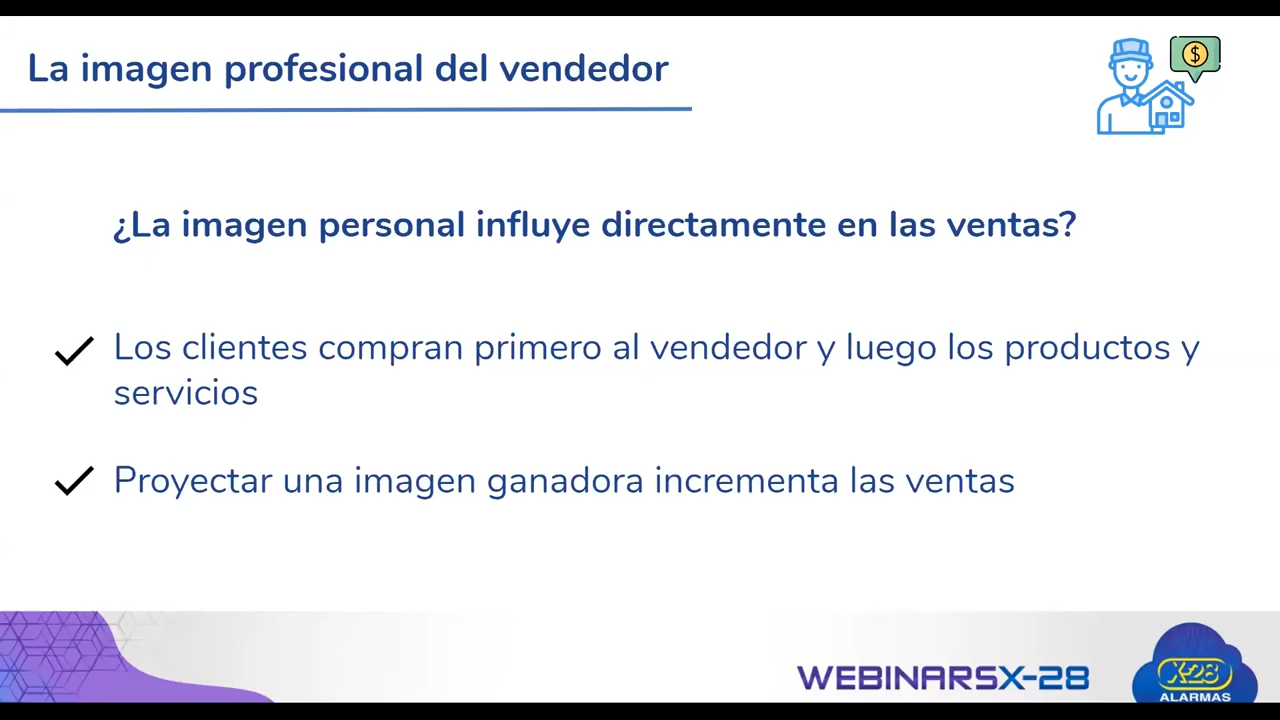 La imagen profesional del vendedor
$
¿La imagen personal influye directamente en las ventas?
Los clientes compran primero al vendedor y luego los productos y
servicios
Proyectar una imagen ganadora incrementa las ventas
WEBINARSX-28
X-28
ALARMAS